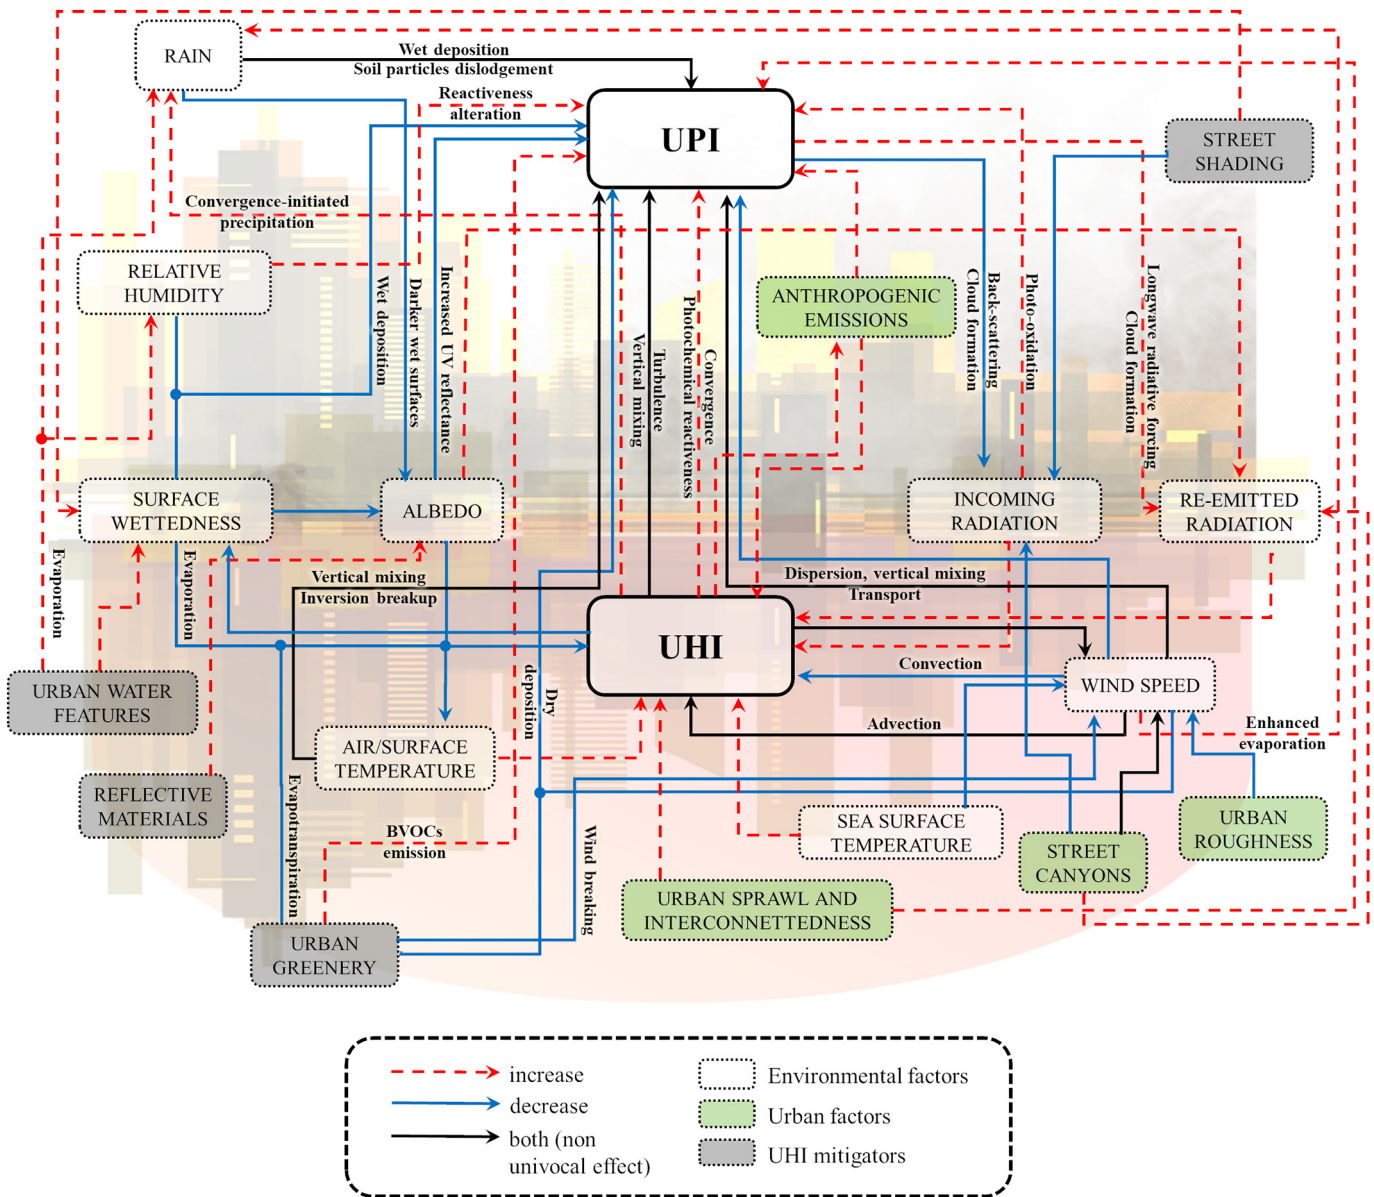 RAIN
Wet deposition
Soil particles dislodgement
Reactiveness
alteration
UPI
STREET
SHADING
Convergence-initiated
precipitation
RELATIVE
HUMIDITY
ANTHROPOGENIC
EMISSIONS
Wet deposition
Darker wet surfaces
Increased UV reflectance
Turbulence
Vertical mixing
Convergence
Photochemical reactiveness
Back-scattering
Cloud formation
Photo-oxidation
Longwave radiative forcing
Cloud formation
SURFACE
WETTEDNESS
ALBEDO
INCOMING
RADIATION
RE-EMITTED
RADIATION
Evaporation
Evaporation
Vertical mixing
Inversion breakup
Dispersion, vertical mixing
Transport
UHI
Convection
WIND SPEED
URBAN WATER
FEATURES
Dry
deposition
Advection
Enhanced
evaporation
AIR/SURFACE
TEMPERATURE
REFLECTIVE
MATERIALS
Evapotranspiration
BVOCs
emission
Wind breaking
SEA SURFACE
TEMPERATURE
STREET
CANYONS
URBAN
ROUGHNESS
URBAN SPRAWL AND
INTERCONNETTEDNESS
URBAN
GREENERY
increase
decrease
both (non
univocal effect)
Environmental factors
Urban factors
UHI mitigators